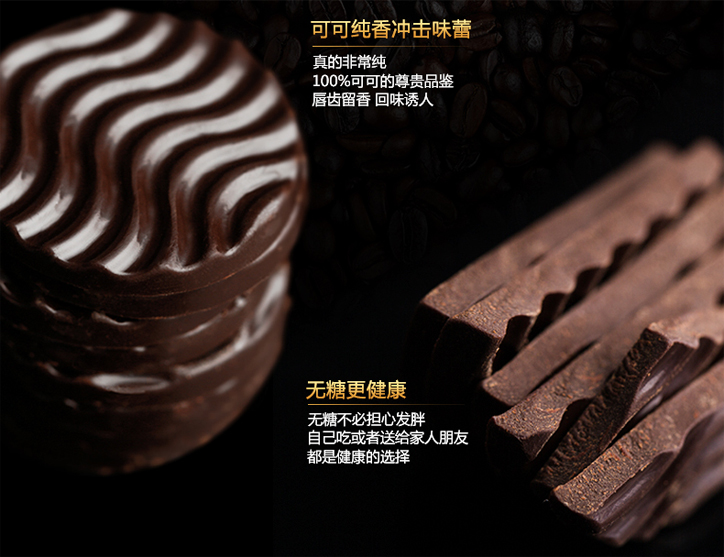 可可纯香冲击味蕾
真的非常纯
100%可可的尊贵品鉴
唇齿留香 回味诱人
无糖更健康
无糖不必担心发胖
自己吃或者送给家人朋友
都是健康的选择